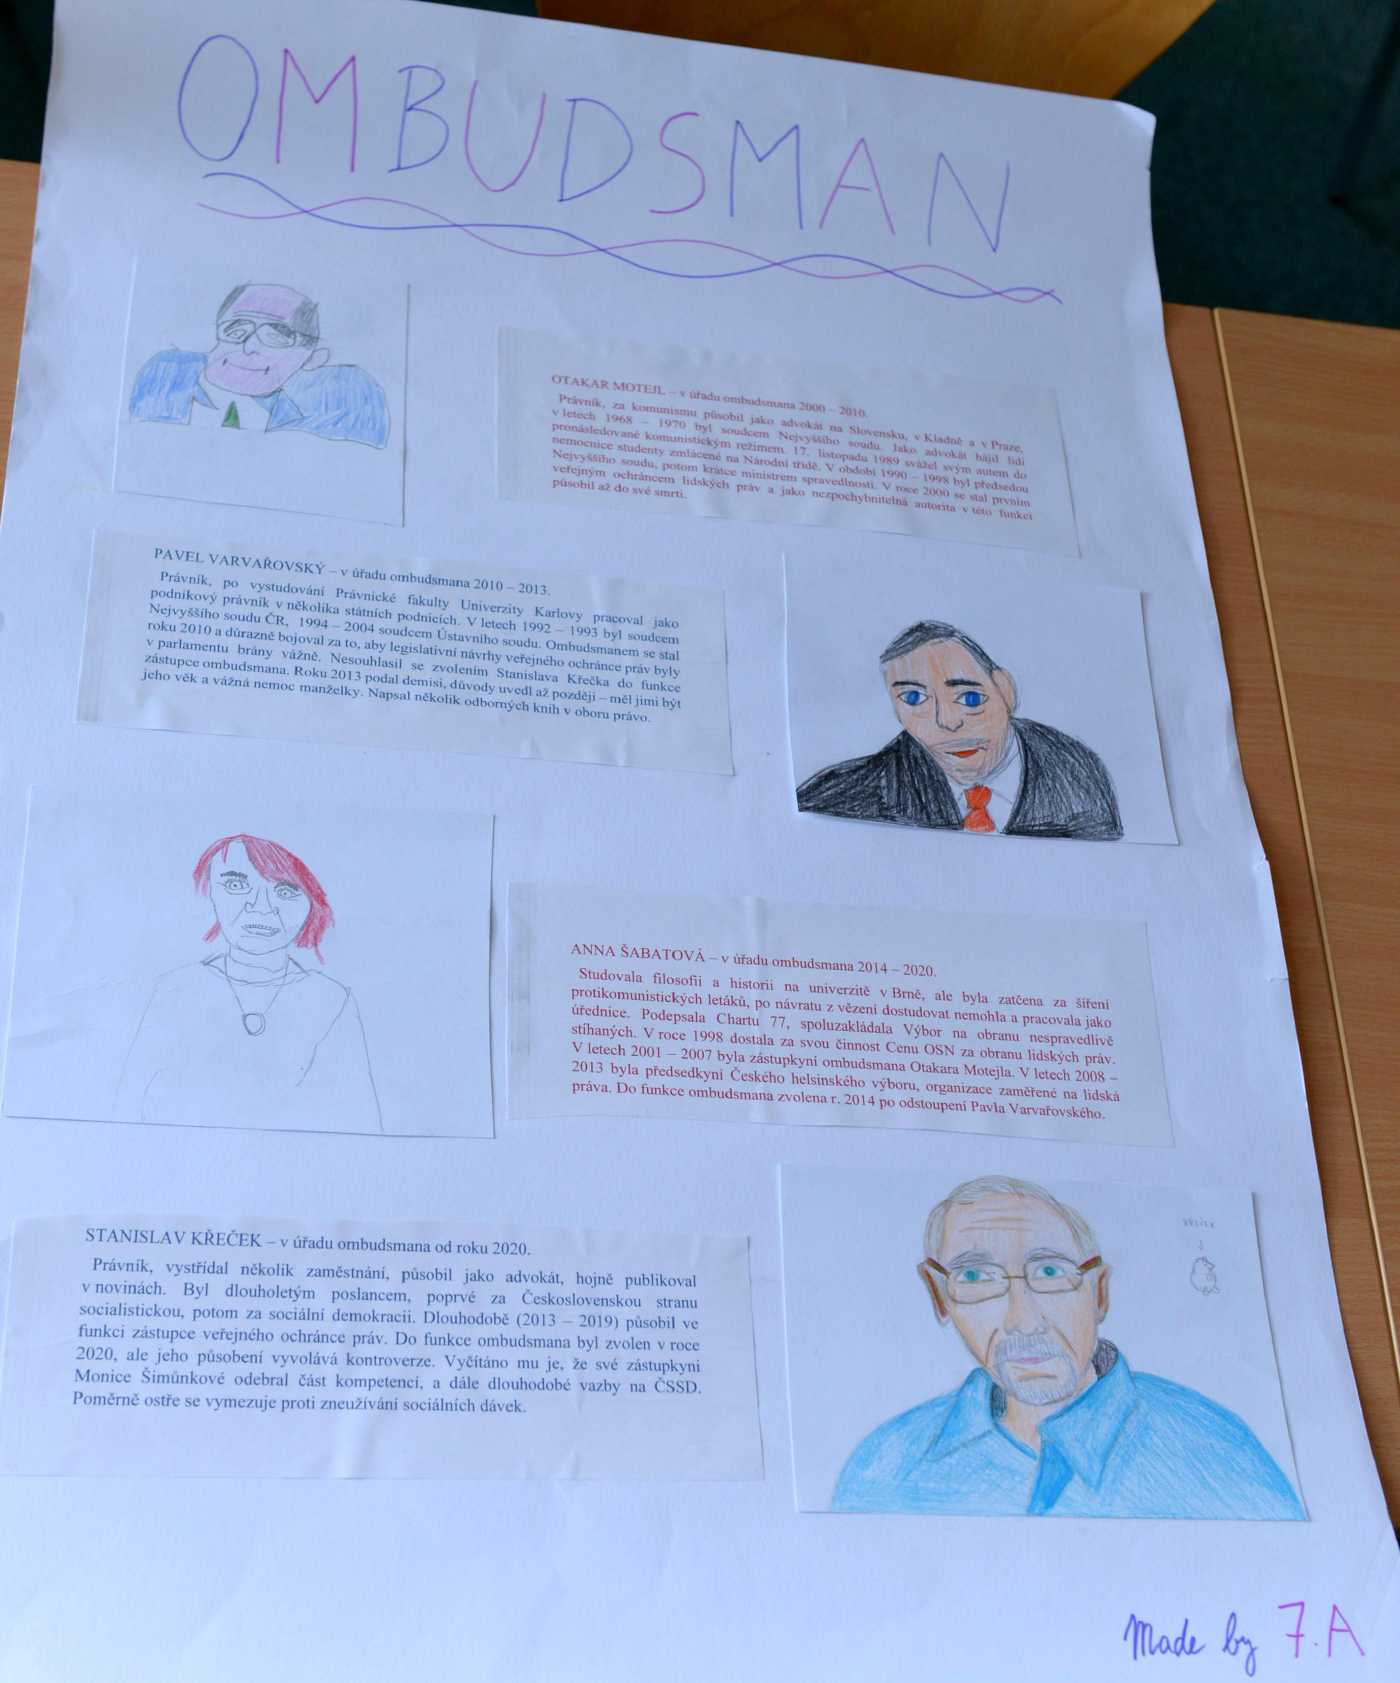 OMBUDSMAN
OTAKAR MOTEJL – v úřadu ombudsmana 2000 – 2010.
Právník, za komunismu působil jako advokát na Slovensku, v Kladně a v Praze,
v letech 1968 – 1970 byl soudcem Nejvyššího soudu. Jako advokát hájil lidi
pronásledované komunistickým režimem. 17. listopadu 1989 svážel svým autem do
nemocnice studenty zmlácené na Národní třídě. V období 1990 – 1998 byl předsedou
Nejvyššího soudu, potom krátce ministrem spravedlnosti. V roce 2000 se stal prvním
veřejným ochráncem lidských práv a jako nezpochybnitelná autorita v této funkci
působil až do své smrti.
PAVEL VARVAŘOVSKÝ – v úřadu ombudsmana 2010 – 2013.
Právník, po vystudování Právnické fakulty Univerzity Karlovy pracoval jako
podnikový právník v několika státních podnicích. V letech 1992 – 1993 byl soudcem
Nejvyššího soudu ČR, 1994 – 2004 soudcem Ústavního soudu. Ombudsmanem se stal
roku 2010 a důrazně bojoval za to, aby legislativní návrhy veřejného ochránce práv byly
v parlamentu brány vážně. Nesouhlasil se zvolením Stanislava Křečka do funkce
zástupce ombudsmana. Roku 2013 podal demisi, důvody uvedl až později – měl jimi být
jeho věk a vážná nemoc manželky. Napsal několik odborných knih v oboru právo.
ANNA ŠABATOVÁ – v úřadu ombudsmana 2014 – 2020.
Studovala filosofii a historii na univerzitě v Brně, ale byla zatčena za šíření
protikomunistických letáků, po návratu z vězení dostudovat nemohla a pracovala jako
úřednice. Podepsala Chartu 77, spoluzakládala Výbor na obranu nespravedlivě
stíhaných. V roce 1998 dostala za svou činnost Cenu OSN za obranu lidských práv.
V letech 2001 – 2007 byla zástupkyní ombudsmana Otakara Motejla. V letech 2008 –
2013 byla předsedkyní Českého helsinského výboru, organizace zaměřené na lidská
práva. Do funkce ombudsmana zvolena r. 2014 po odstoupení Pavla Varvařovského.
STANISLAV KŘEČEK – v úřadu ombudsmana od roku 2020.
Právník, vystřídal několik zaměstnání, působil jako advokát, hojně publikoval
v novinách. Byl dlouholetým poslancem, poprvé za Československou stranu
socialistickou, potom za sociální demokracii. Dlouhodobě (2013 – 2019) působil ve
funkci zástupce veřejného ochránce práv. Do funkce ombudsmana byl zvolen v roce
2020, ale jeho působení vyvolává kontroverze. Vyčítáno mu je, že své zástupkyni
Monice Šimůnkové odebral část kompetencí, a dále dlouhodobé vazby na ČSSD.
Poměrně ostře se vymezuje proti zneužívání sociálních dávek.
Made by 7.A